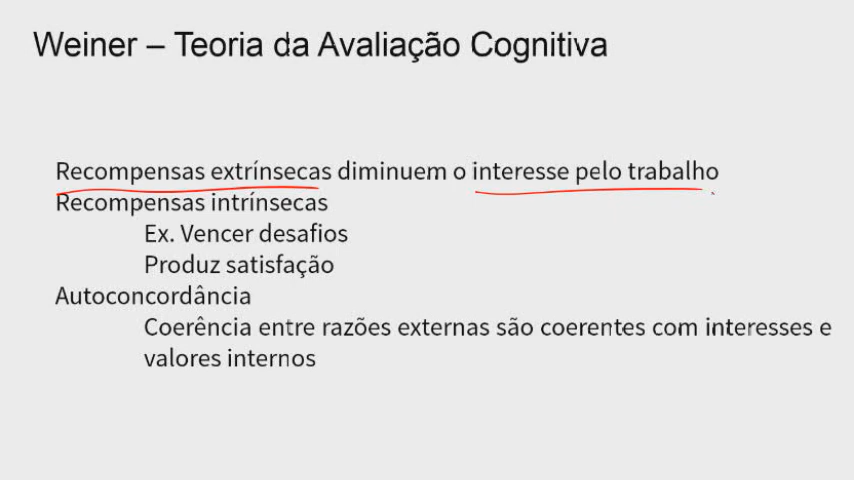 Weiner – Teoria da Avaliação Cognitiva
Recompensas extrínsecas diminuem o interesse pelo trabalho
Recompensas intrínsecas
Ex. Vencer desafios
Produz satisfação
Autoconcordância
Coerência entre razões externas são coerentes com interesses e
valores internos